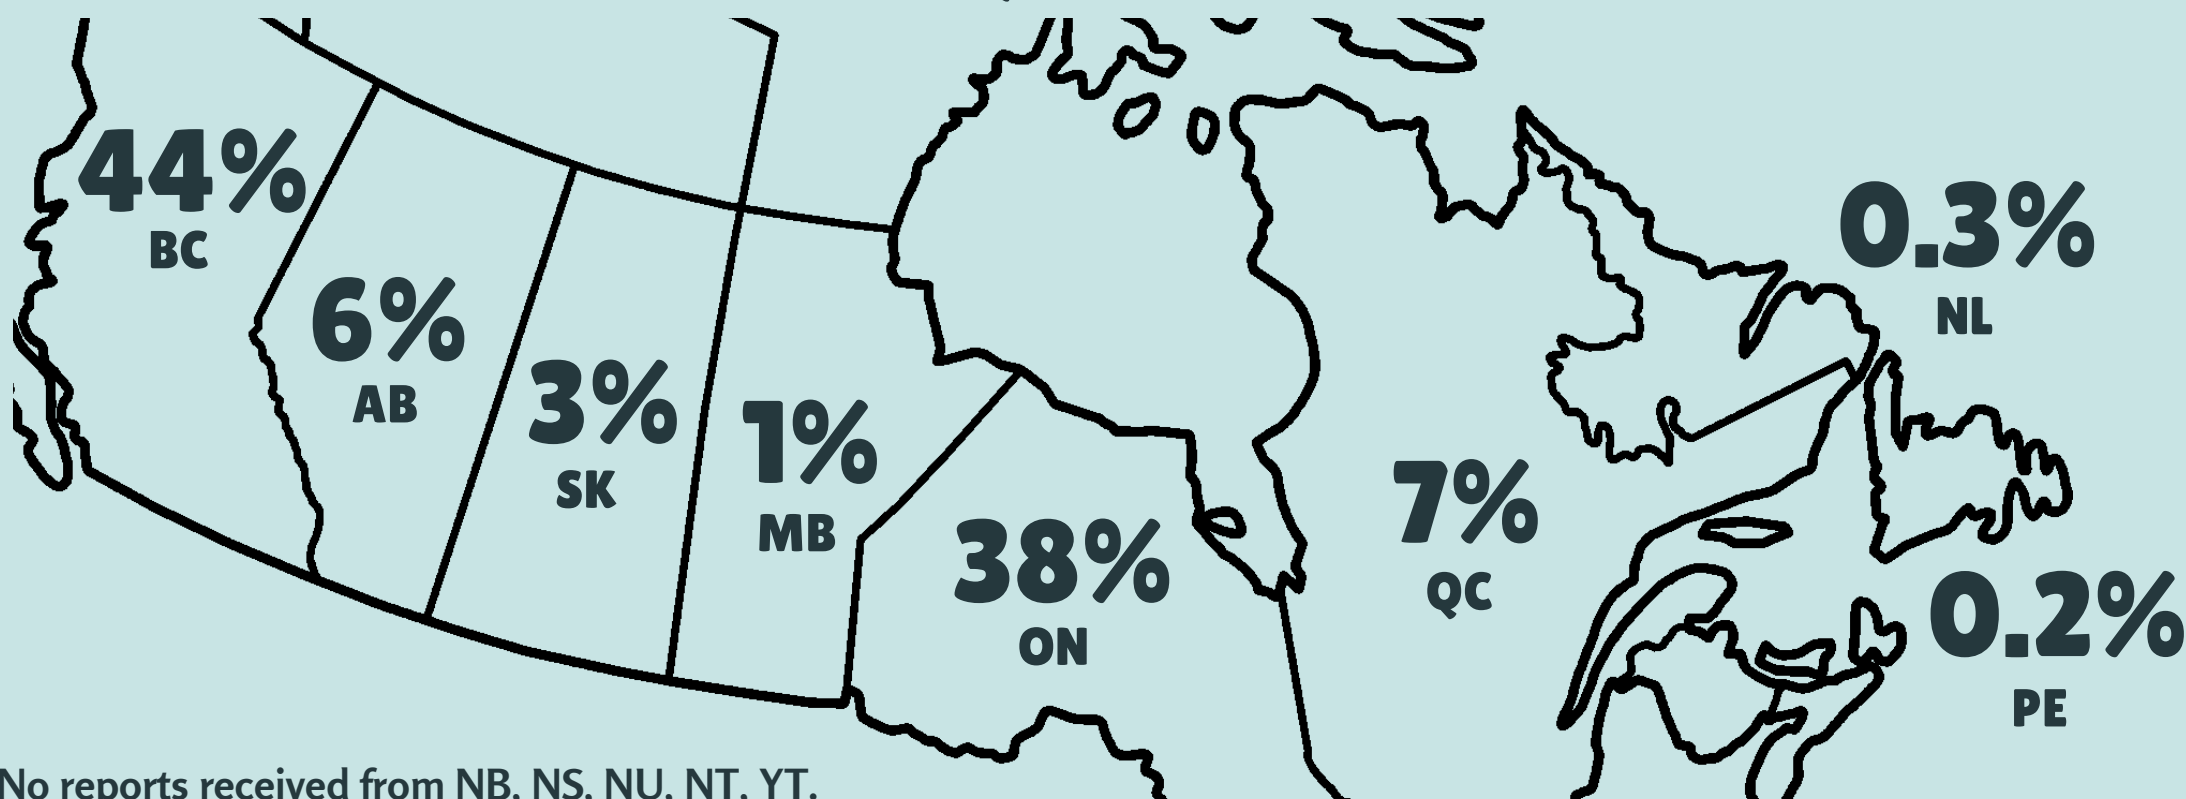 44%
BC
6%
AB
3%
SK
1%
MB
38%
ON
7%
QC
0.3%
NL
0.2%
PE
No reports received from NB, NS, NU, NT, YT.